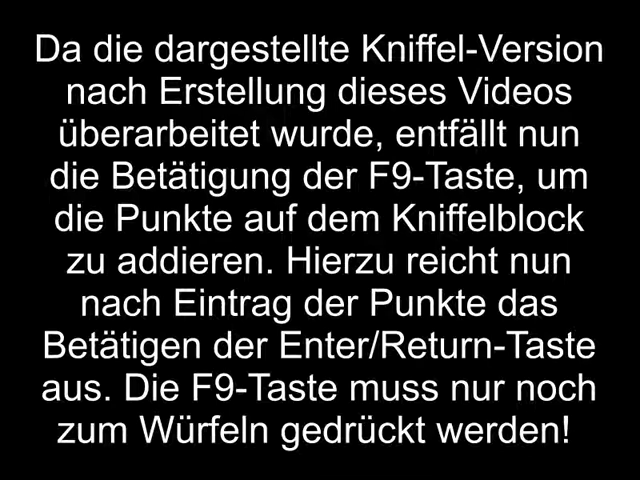 Da die dargestellte Kniffel-Version
nach Erstellung dieses Videos
überarbeitet wurde, entfällt nun
die Betätigung der F9-Taste, um
die Punkte auf dem Kniffelblock
zu addieren. Hierzu reicht nun
nach Eintrag der Punkte das
Betätigen der Enter/Return-Taste
aus. Die F9-Taste muss nur noch
zum Würfeln gedrückt werden!